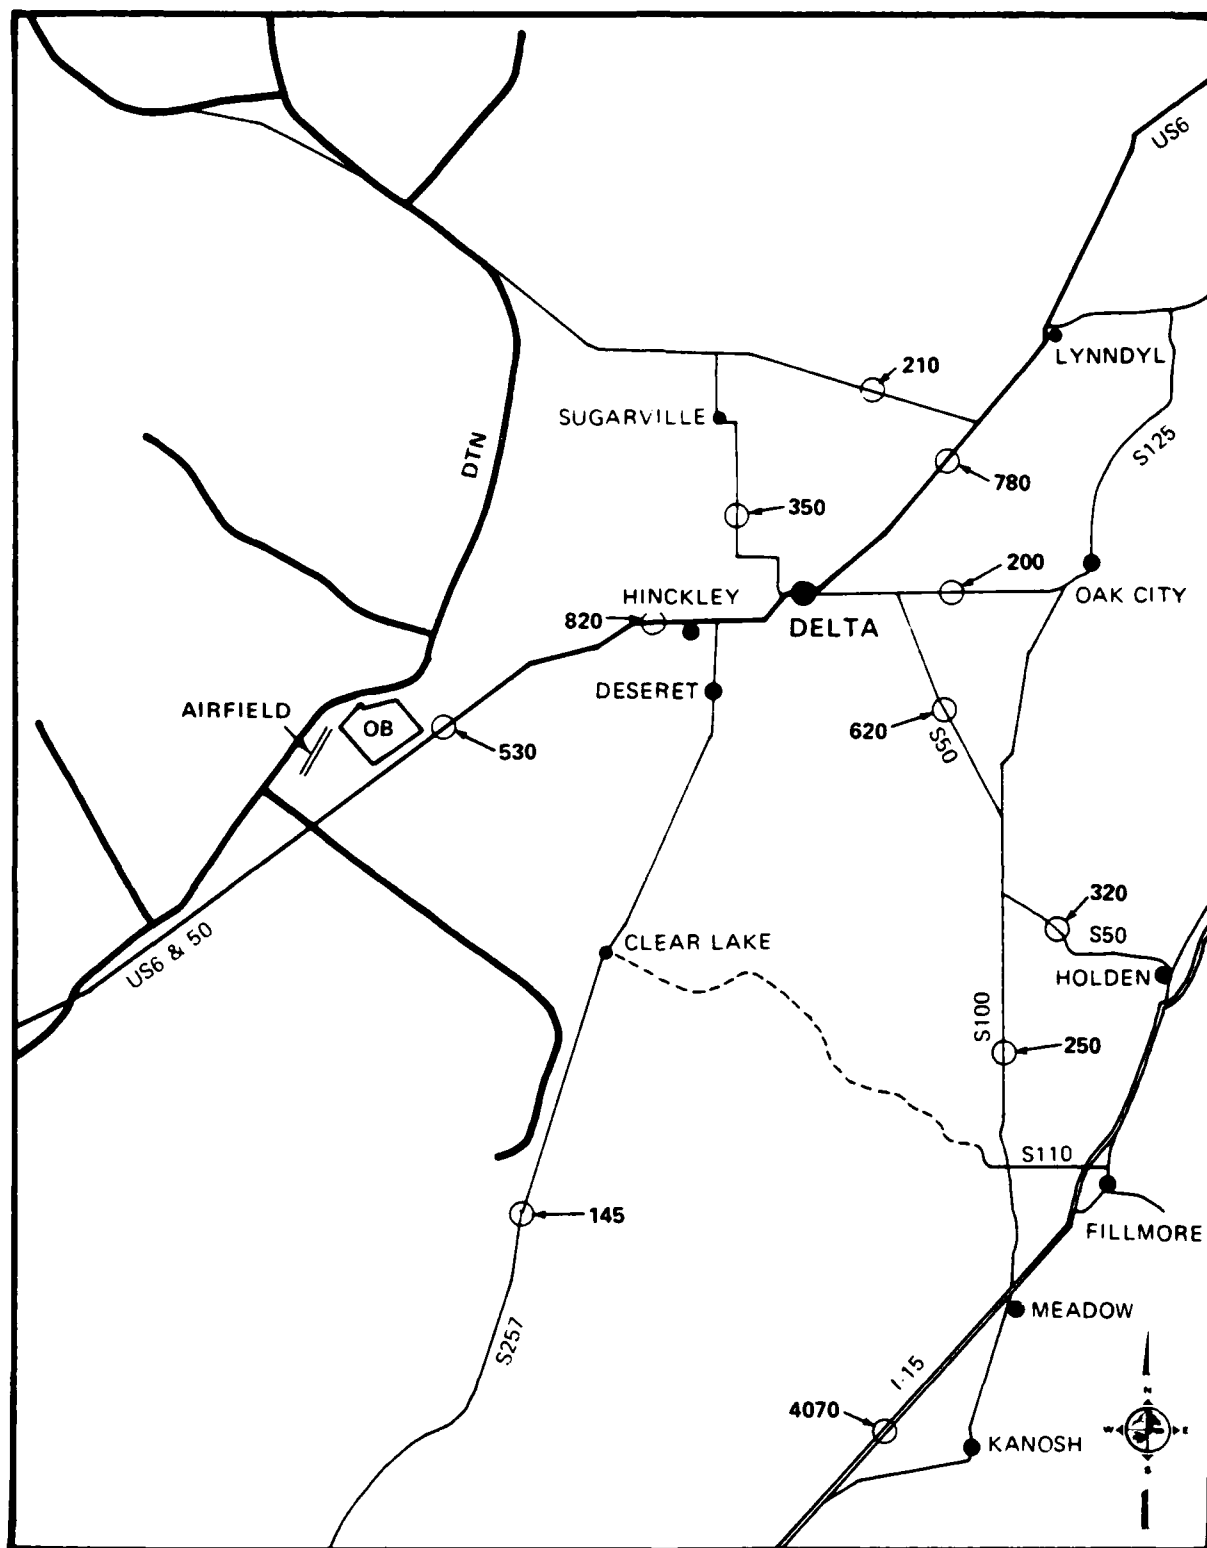 US6
LYNNDYL
210
SUGARVILLE
S125
DTN
780
350
200
HINCKLEY
OAK CITY
820
DELTA
DESERET
AIRFIELD
OB
620
S50
530
320
S50
CLEAR LAKE
US6 & 50
HOLDEN
S100
250
S110
145
FILLMORE
MEADOW
S257
I-15
N
4070
W
E
KANOSH
S